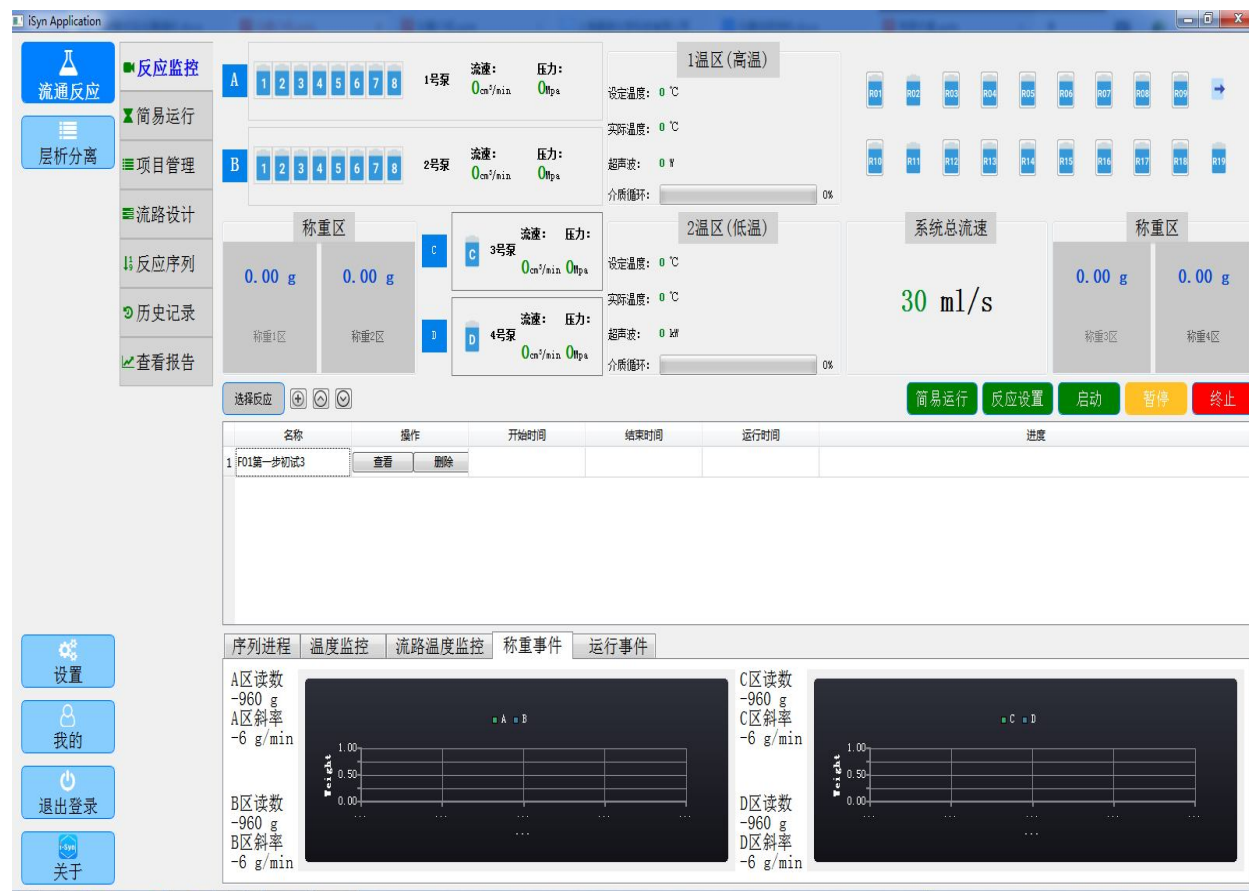 iSyn Application
流通反应
层析分离
反应监控
简易运行
项目管理
流路设计
反应序列
历史记录
查看报告
A
1 2 3 4 5 6 7 8
1号泵
流速: 压力:
0cm³/min 0Mpa
B
1 2 3 4 5 6 7 8
2号泵
流速: 压力:
0cm³/min 0Mpa
1温区(高温)
设定温度: 0 ℃
实际温度: 0 ℃
超声波: 0 W
介质循环: 0%
R01 R02 R03 R04 R05 R06 R07 R08 R09
R10 R11 R12 R13 R14 R15 R16 R17 R18 R19
称重区
0.00 g 0.00 g
称重1区 称重2区
C
C
3号泵
流速: 压力:
0cm³/min 0Mpa
D
D
4号泵
流速: 压力:
0cm³/min 0Mpa
2温区(低温)
设定温度: 0 ℃
实际温度: 0 ℃
超声波: 0 kW
介质循环: 0%
系统总流速
30 ml/s
称重区
0.00 g 0.00 g
称重3区 称重4区
选择反应
简易运行 反应设置 启动 暂停 终止
名称 操作 开始时间 结束时间 运行时间 进度
1 F01第一步初试3 查看 删除
序列进程 温度监控 流路温度监控 称重事件 运行事件
A区读数
-960 g
A区斜率
-6 g/min
B区读数
-960 g
B区斜率
-6 g/min
A B
Weight
1.00
0.50
0.00
... ... ... ... ...
...
C区读数
-960 g
C区斜率
-6 g/min
D区读数
-960 g
D区斜率
-6 g/min
C D
Weight
1.00
0.50
0.00
... ... ... ... ...
...
设置
我的
退出登录
i-Syn
关于